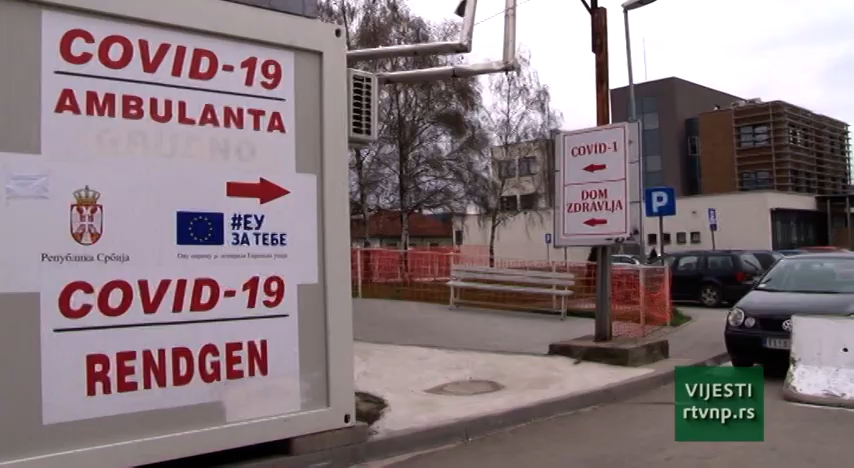 COVID-19
AMBULANTA
Република Србија
#ЕУ
ЗА ТЕБЕ
COVID-19
RENDGEN
COVID-1
DOM
ZDRAVLJA
P
VIJESTI
rtvnp.rs